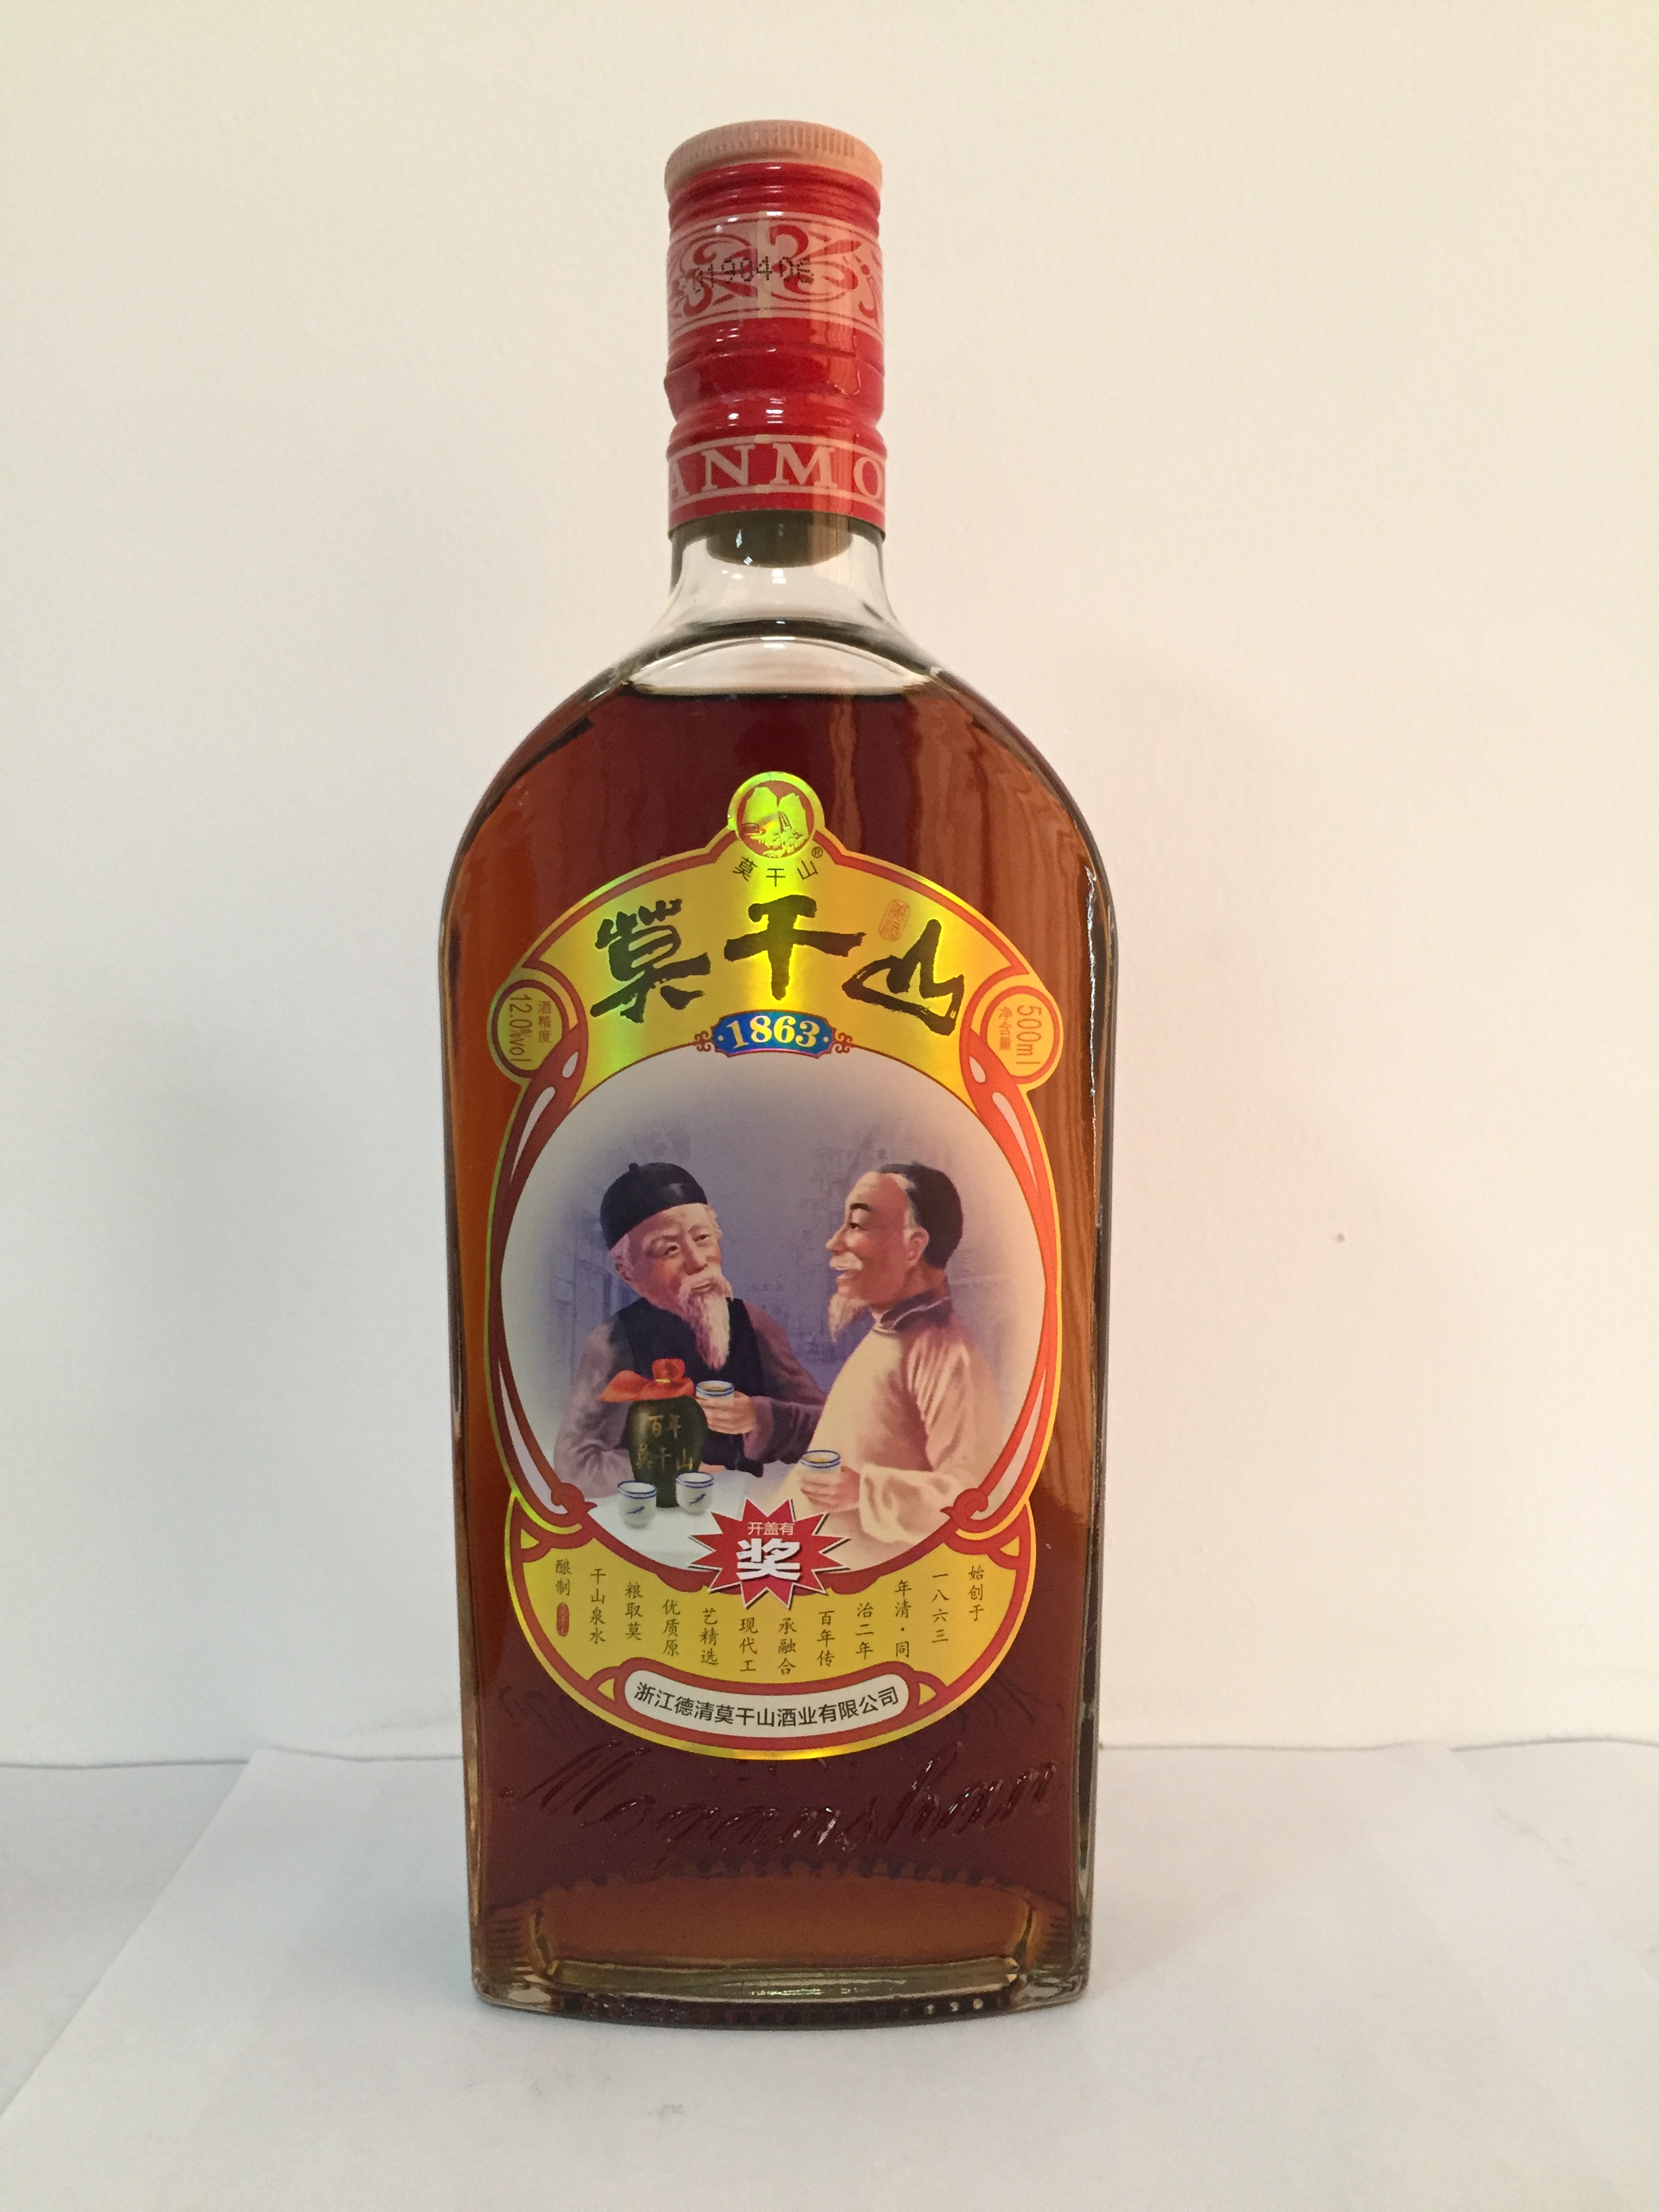 ANMO
莫干山®
莫干山
酒精度
12.0%vol
500ml
净含量
1863
百年
莫干山
开盖有
奖
始创于
一八六三
年清·同
治二年
百年传
承融合
现代工
艺精选
优质原
粮取莫
干山泉水
酿制
浙江德清莫干山酒业有限公司
Moganshan